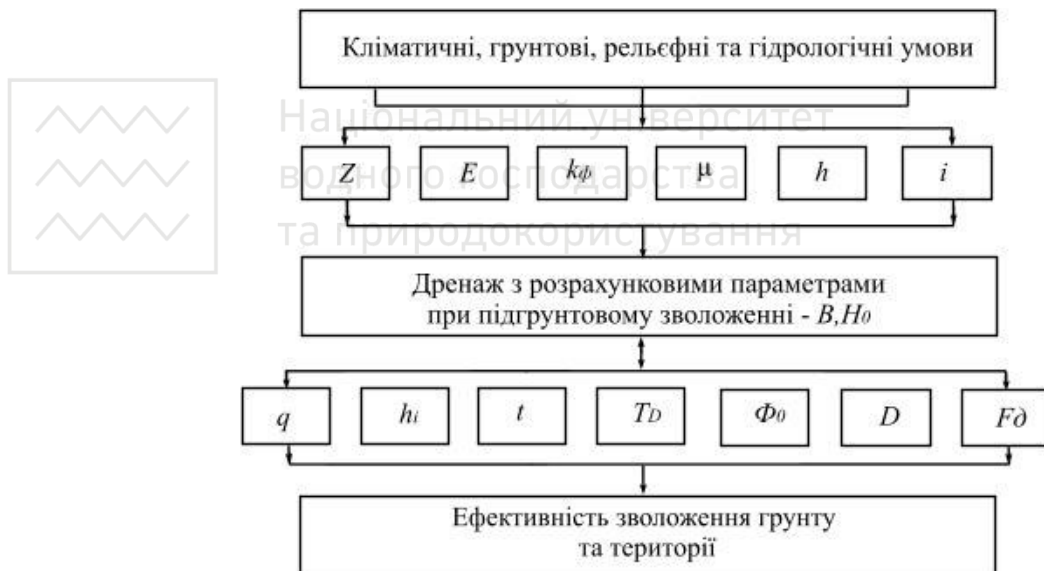 Кліматичні, грунтові, рельєфні та гідрологічні умови
Національний університет
водного господарства
та природокористування
Z E kф μ h i
Дренаж з розрахунковими параметрами
при підгрунтовому зволоженні - B,H0
q hi t TD Ф0 D Fд
Ефективність зволоження грунту
та території